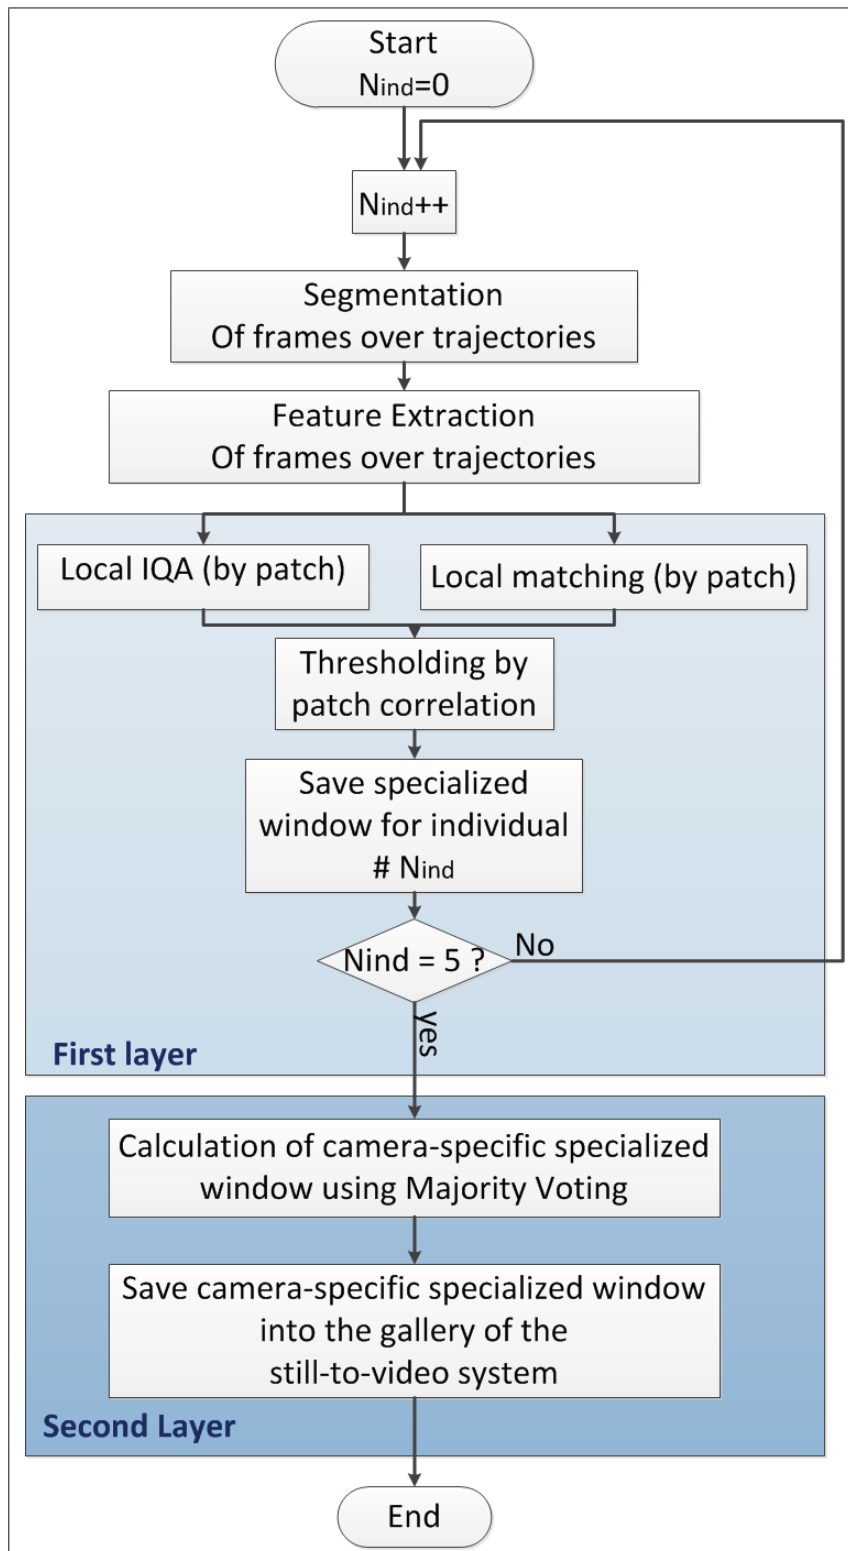 Start
Nind=0
Nind++
Segmentation
Of frames over trajectories
Feature Extraction
Of frames over trajectories
Local IQA (by patch)
Local matching (by patch)
Thresholding by
patch correlation
Save specialized
window for individual
# Nind
Nind = 5 ?
No
yes
First layer
Calculation of camera-specific specialized
window using Majority Voting
Save camera-specific specialized window
into the gallery of the
still-to-video system
Second Layer
End